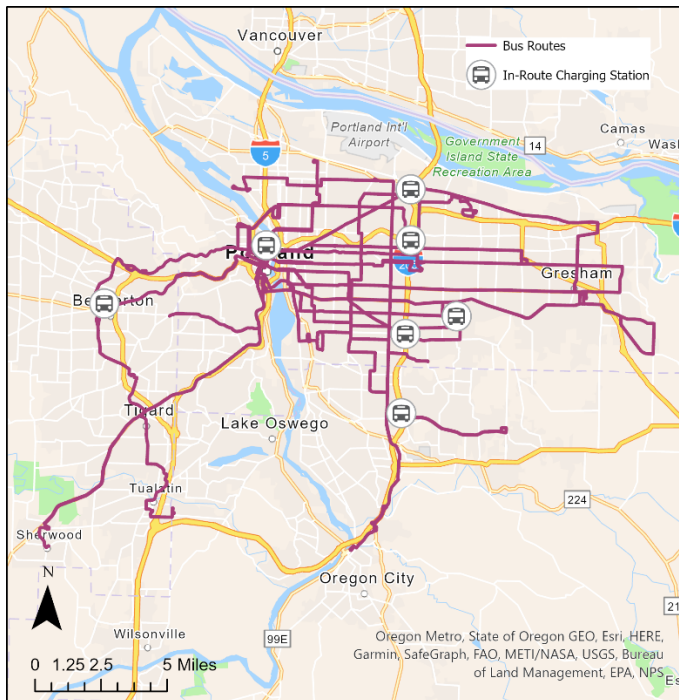 Vancouver
Bus Routes
In-Route Charging Station
Portland Int'l
Airport
Government
Island State
Recreation Area
Camas
14
5
Gresham
Tigard
Lake Oswego
Tualatin
Sherwood
224
N
Oregon City
Wilsonville
99E
0 1.25 2.5 5 Miles
Oregon Metro, State of Oregon GEO, Esri, HERE,
Garmin, SafeGraph, FAO, METI/NASA, USGS, Bureau
of Land Management, EPA, NPS